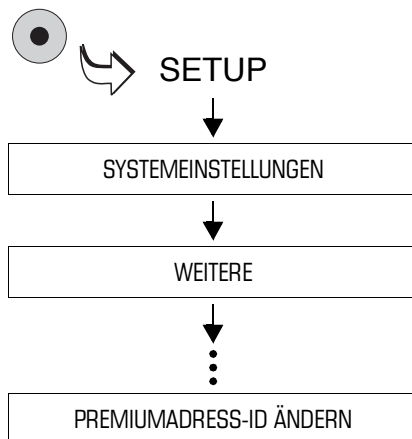 SETUP
SYSTEMEINSTELLUNGEN
WEITERE
PREMIUMADRESS-ID ÄNDERN